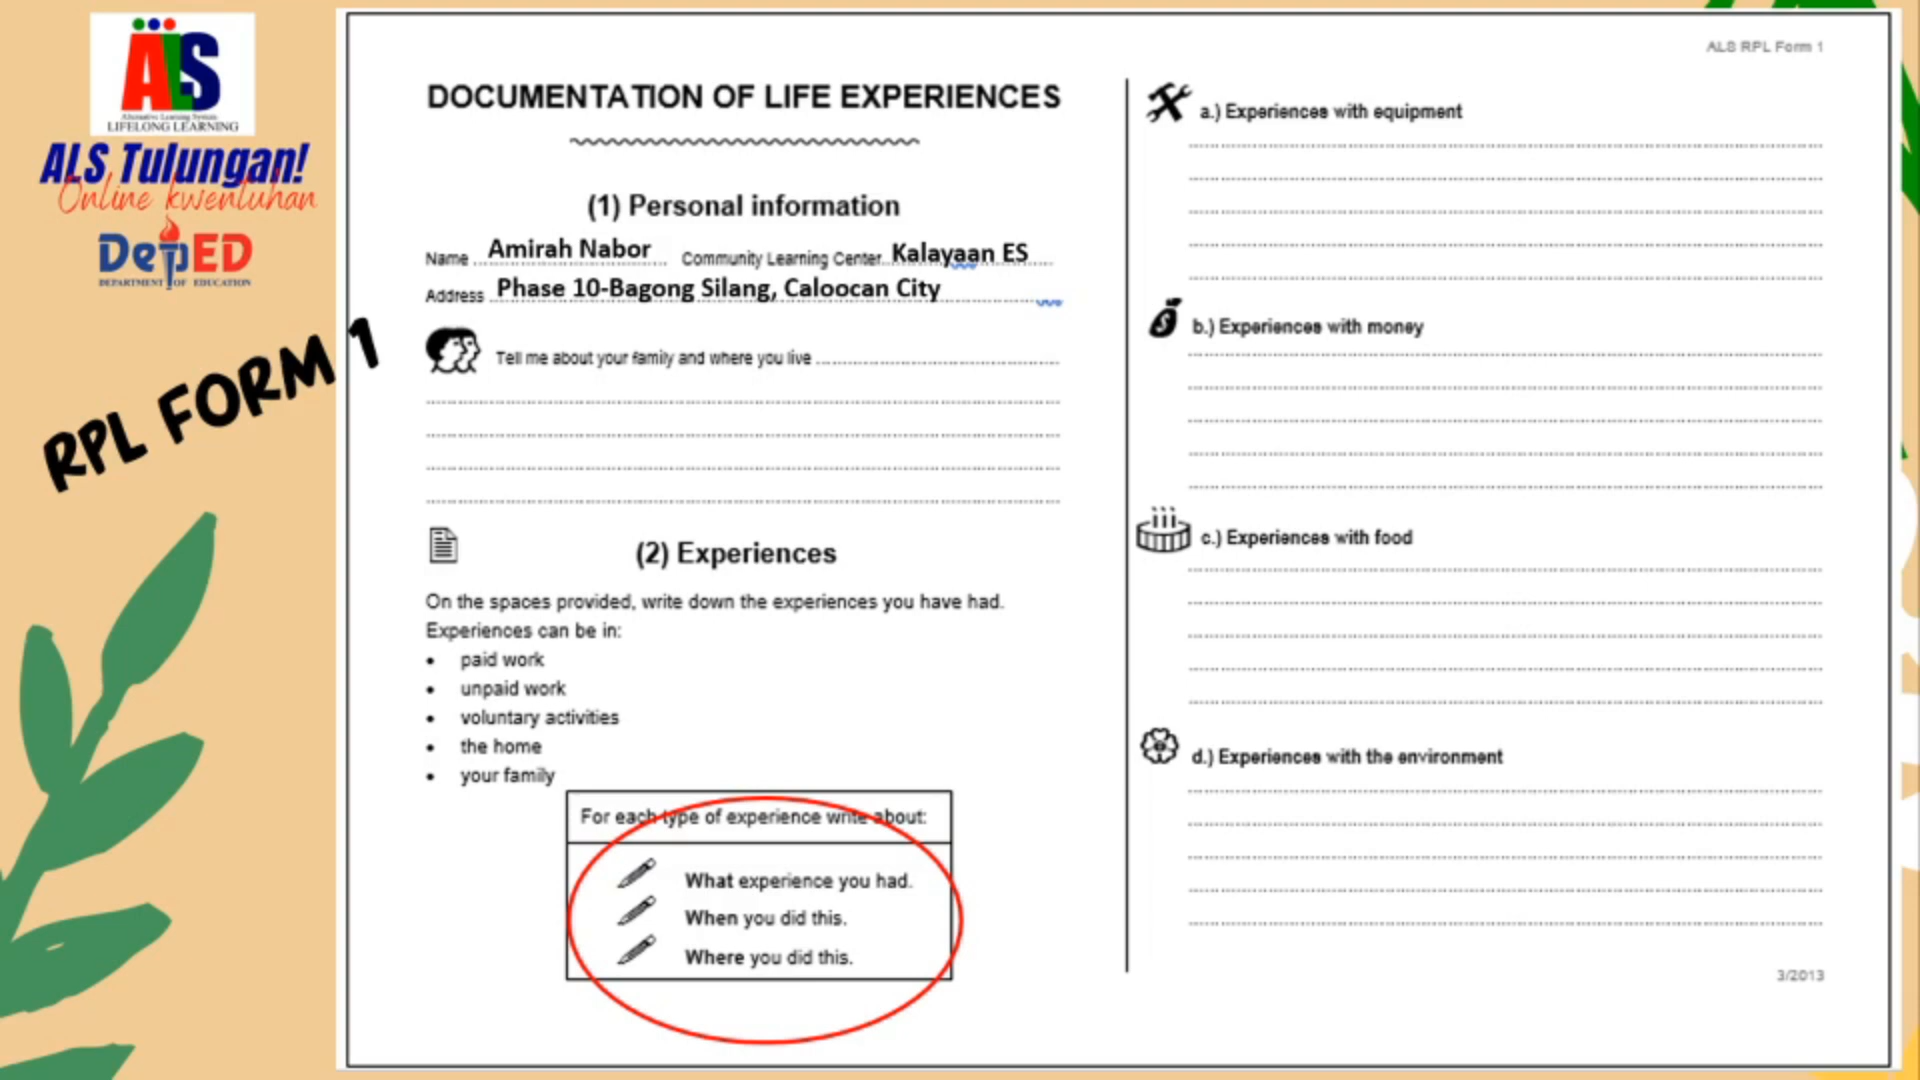 ALS
Alternative Learning System
LIFELONG LEARNING
ALS Tulungan!
Online kwentuhan
DepED
DEPARTMENT OF EDUCATION
RPL FORM 1
ALS RPL Form 1
DOCUMENTATION OF LIFE EXPERIENCES
(1) Personal information
Name Amirah Nabor Community Learning Center Kalayaan ES
Address Phase 10-Bagong Silang, Caloocan City
Tell me about your family and where you live
(2) Experiences
On the spaces provided, write down the experiences you have had.
Experiences can be in:
• paid work
• unpaid work
• voluntary activities
• the home
• your family
For each type of experience write about:
What experience you had.
When you did this.
Where you did this.
a.) Experiences with equipment
b.) Experiences with money
c.) Experiences with food
d.) Experiences with the environment
3/2013